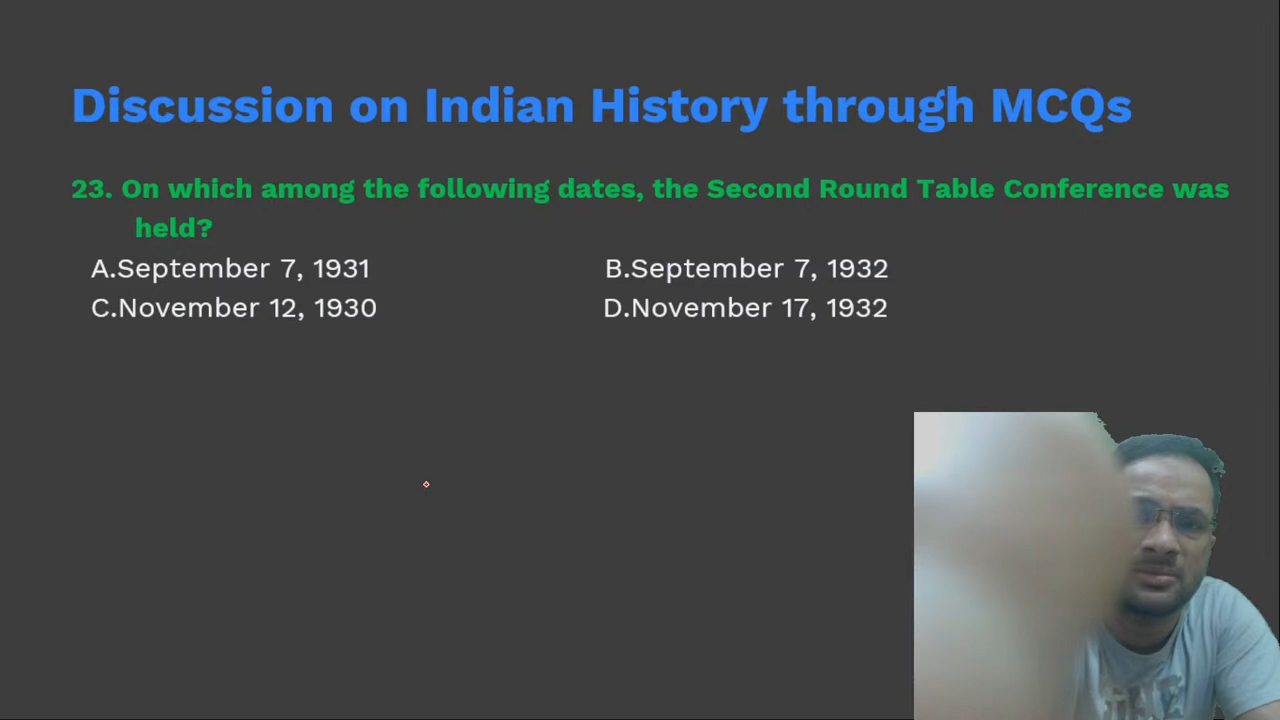 Discussion on Indian History through MCQs
23. On which among the following dates, the Second Round Table Conference was
held?
A.September 7, 1931 B.September 7, 1932
C.November 12, 1930 D.November 17, 1932